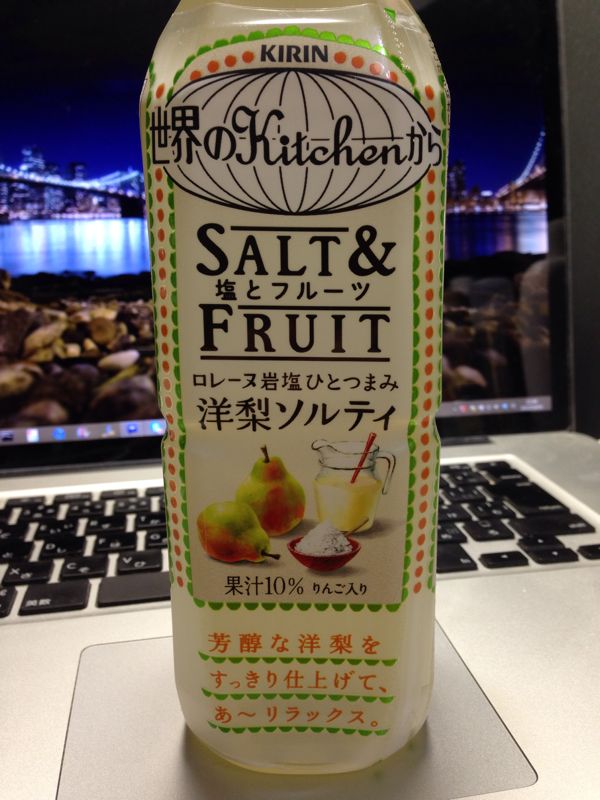 KIRIN
世界のKitchenから
SALT&
塩とフルーツ
FRUIT
ロレーヌ岩塩ひとつまみ
洋梨ソルティ
果汁10% りんご入り
芳醇な洋梨を
すっきり仕上げて、
あ〜リラックス。
英数